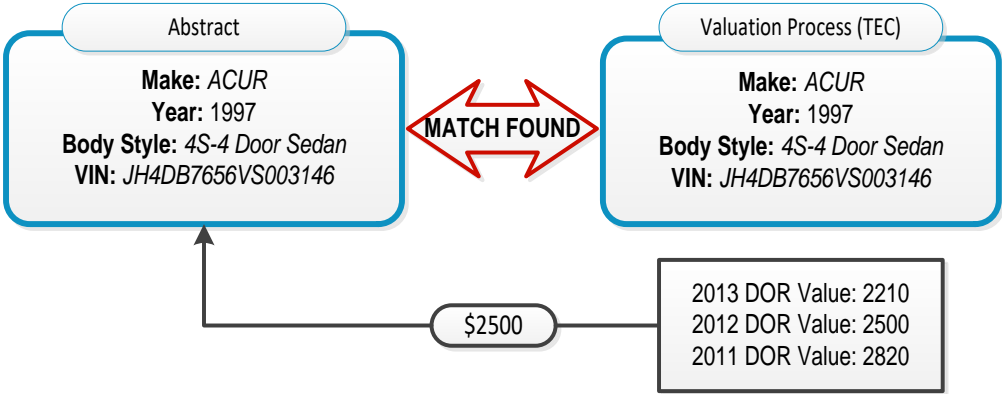 Abstract
Make: ACUR
Year: 1997
Body Style: 4S-4 Door Sedan
VIN: JH4DB7656VS003146
MATCH FOUND
Valuation Process (TEC)
Make: ACUR
Year: 1997
Body Style: 4S-4 Door Sedan
VIN: JH4DB7656VS003146
$2500
2013 DOR Value: 2210
2012 DOR Value: 2500
2011 DOR Value: 2820